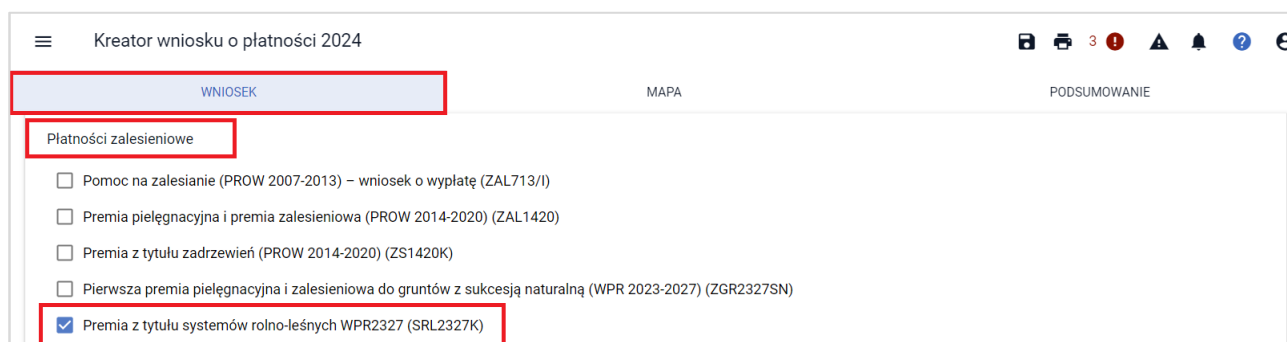 Kreator wniosku o płatności 2024
3
WNIOSEK MAPA PODSUMOWANIE
Płatności zalesieniowe
Pomoc na zalesianie (PROW 2007-2013) – wniosek o wypłatę (ZAL713/I)
Premia pielęgnacyjna i premia zalesieniowa (PROW 2014-2020) (ZAL1420)
Premia z tytułu zadrzewień (PROW 2014-2020) (ZS1420K)
Pierwsza premia pielęgnacyjna i zalesieniowa do gruntów z sukcesją naturalną (WPR 2023-2027) (ZGR2327SN)
Premia z tytułu systemów rolno-leśnych WPR2327 (SRL2327K)